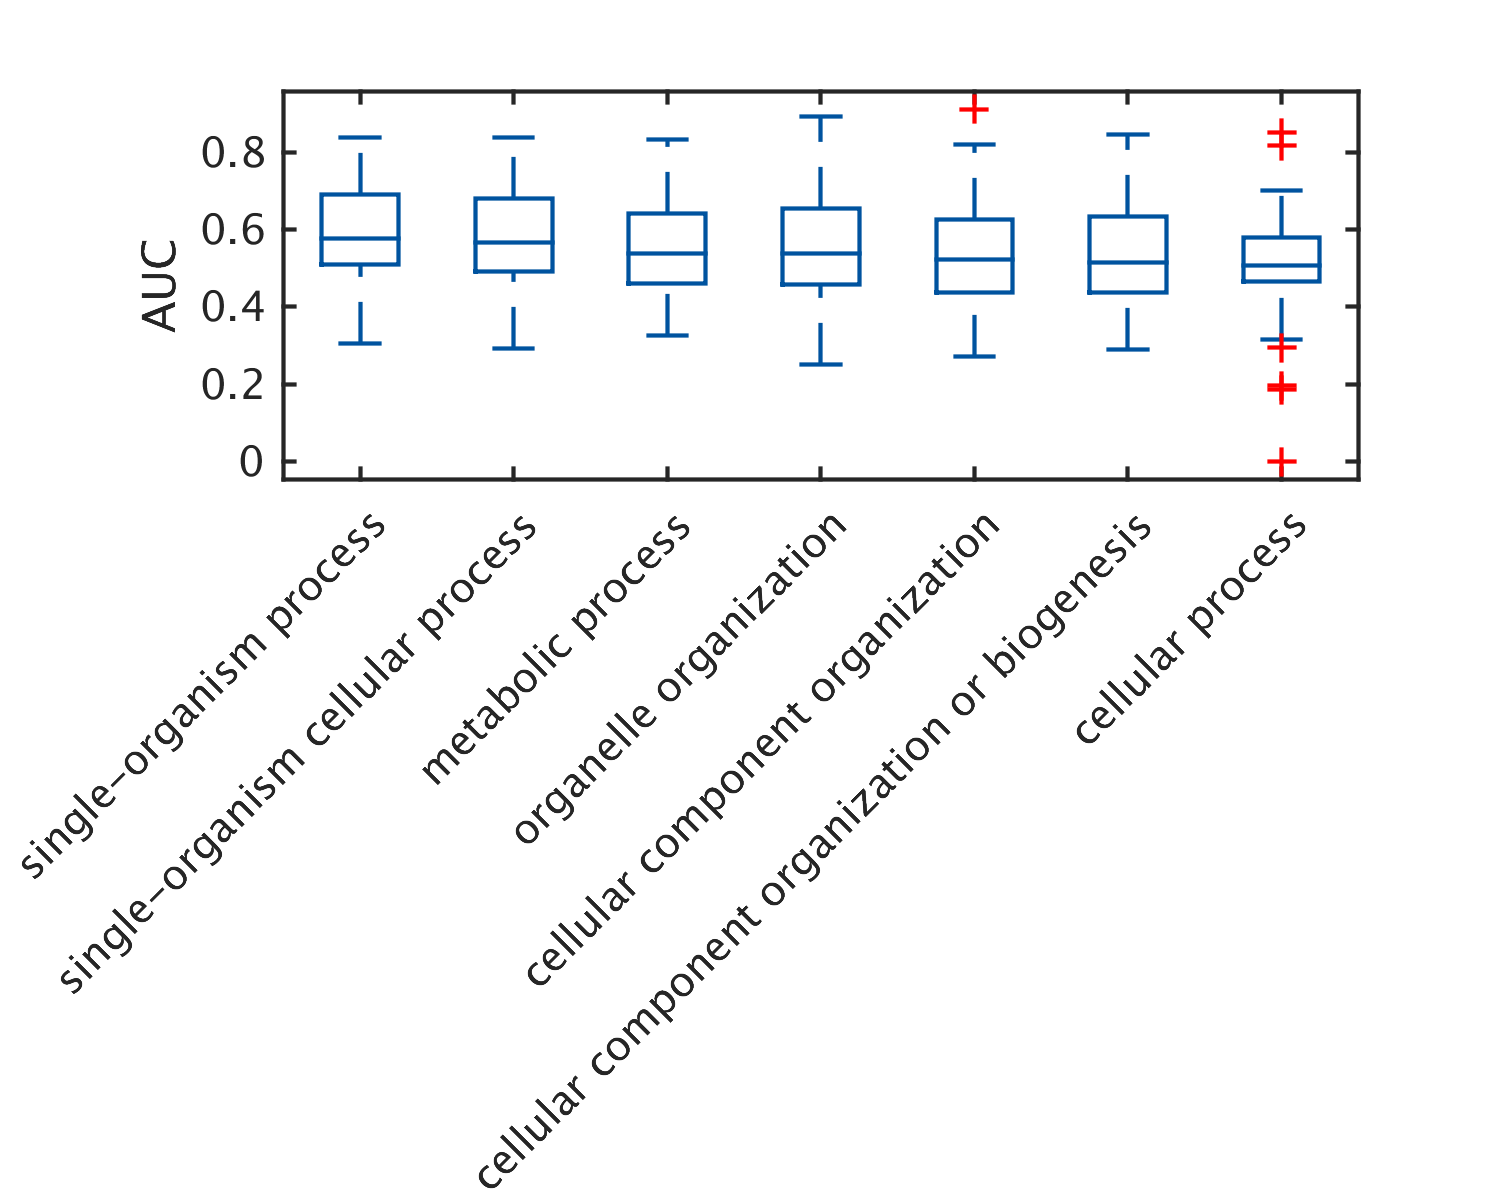 AUC
0.8
0.6
0.4
0.2
0
single−organism process
single−organism cellular process
metabolic process
organelle organization
cellular component organization
cellular component organization or biogenesis
cellular process